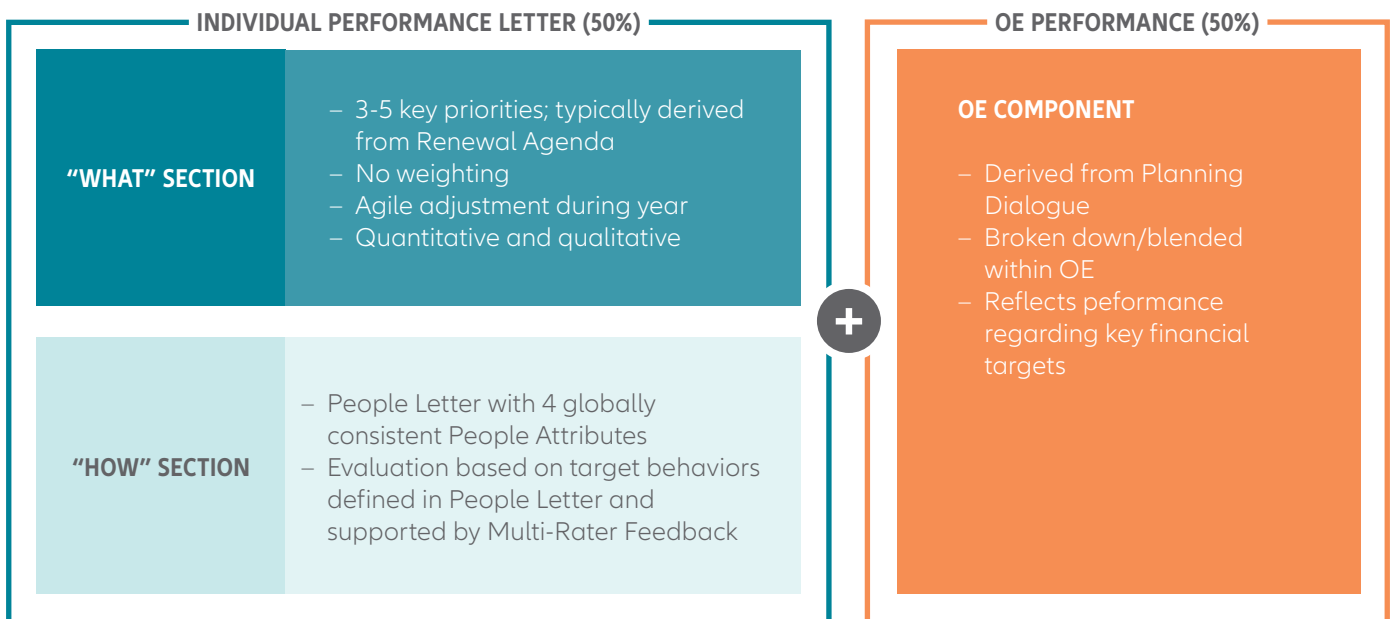 INDIVIDUAL PERFORMANCE LETTER (50%)
“WHAT” SECTION
– 3-5 key priorities; typically derived
from Renewal Agenda
– No weighting
– Agile adjustment during year
– Quantitative and qualitative
“HOW” SECTION
– People Letter with 4 globally
consistent People Attributes
– Evaluation based on target behaviors
defined in People Letter and
supported by Multi-Rater Feedback
+
OE PERFORMANCE (50%)
OE COMPONENT
– Derived from Planning
Dialogue
– Broken down/blended
within OE
– Reflects peformance
regarding key financial
targets